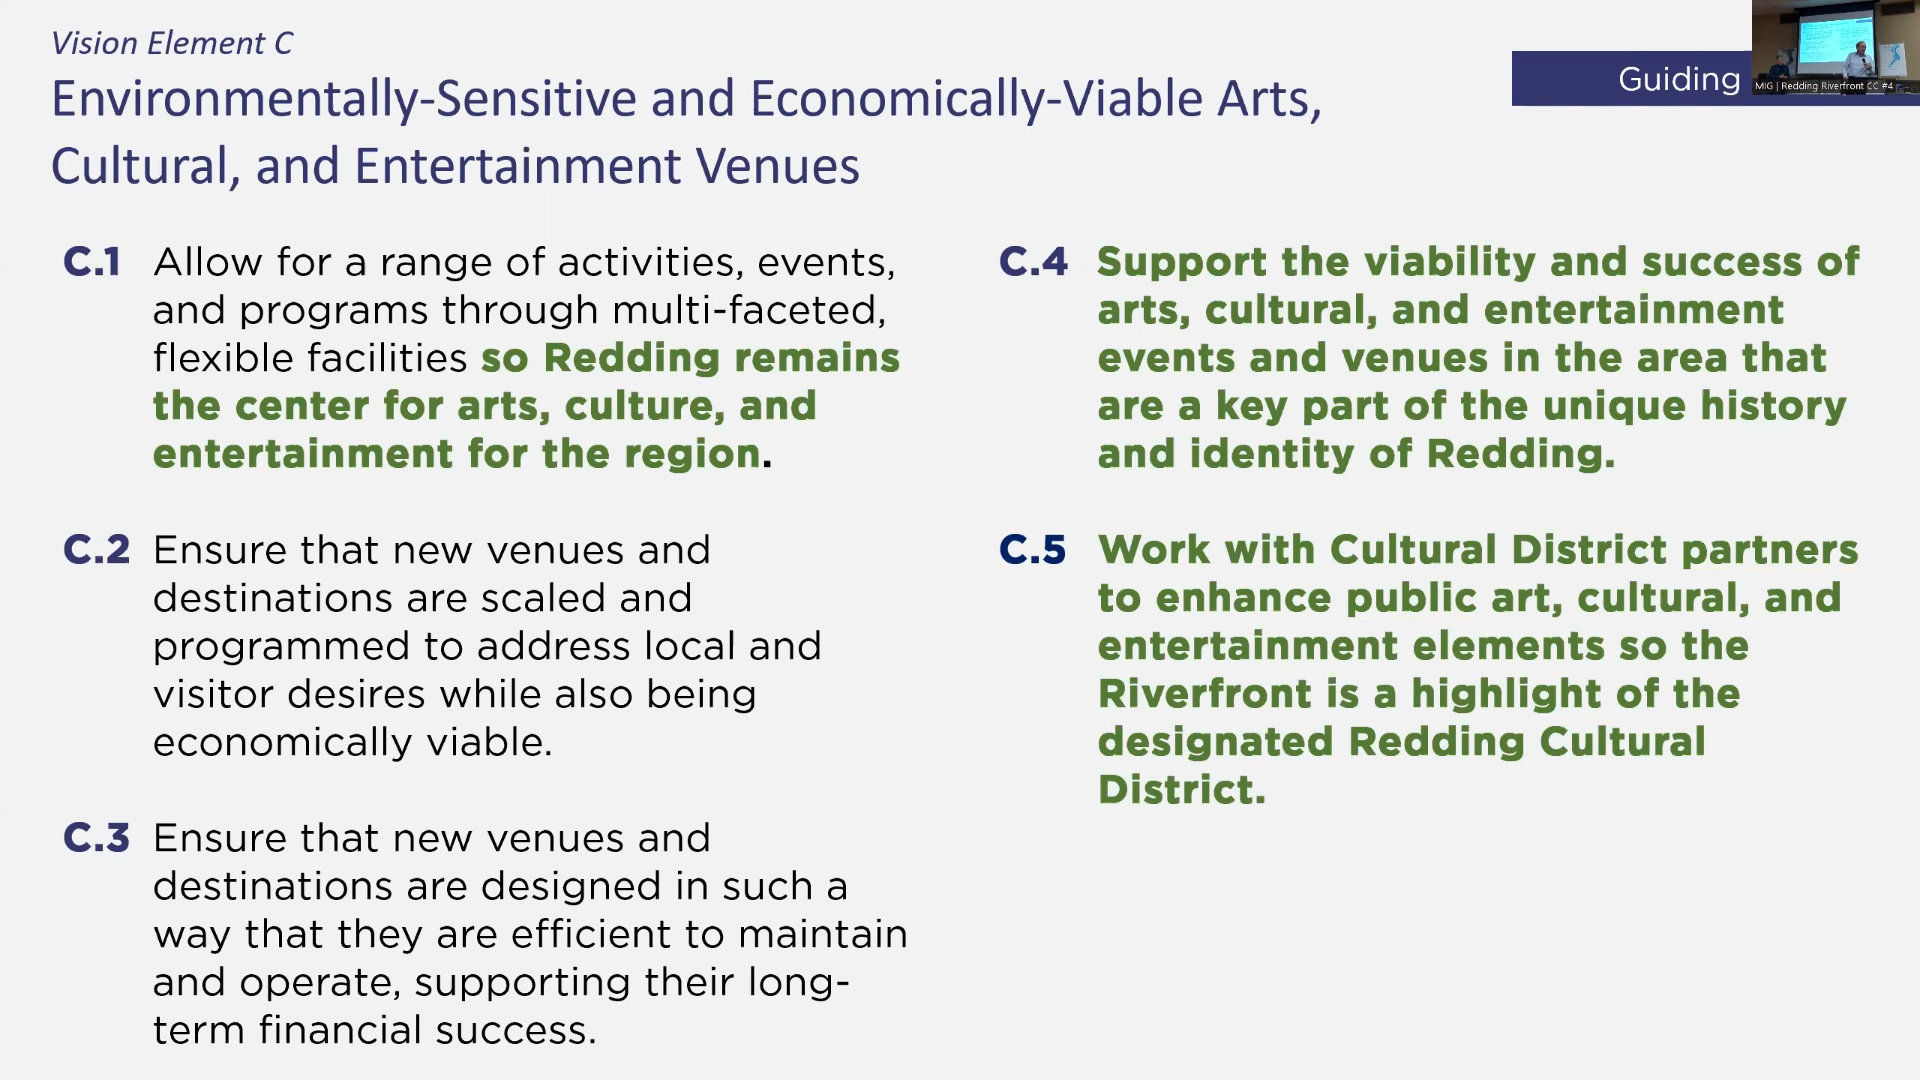 Vision Element C
Environmentally-Sensitive and Economically-Viable Arts,
Cultural, and Entertainment Venues
Guiding
MIG | Redding Riverfront CC #4
C.1 Allow for a range of activities, events,
and programs through multi-faceted,
flexible facilities so Redding remains
the center for arts, culture, and
entertainment for the region.
C.2 Ensure that new venues and
destinations are scaled and
programmed to address local and
visitor desires while also being
economically viable.
C.3 Ensure that new venues and
destinations are designed in such a
way that they are efficient to maintain
and operate, supporting their long-
term financial success.
C.4 Support the viability and success of
arts, cultural, and entertainment
events and venues in the area that
are a key part of the unique history
and identity of Redding.
C.5 Work with Cultural District partners
to enhance public art, cultural, and
entertainment elements so the
Riverfront is a highlight of the
designated Redding Cultural
District.